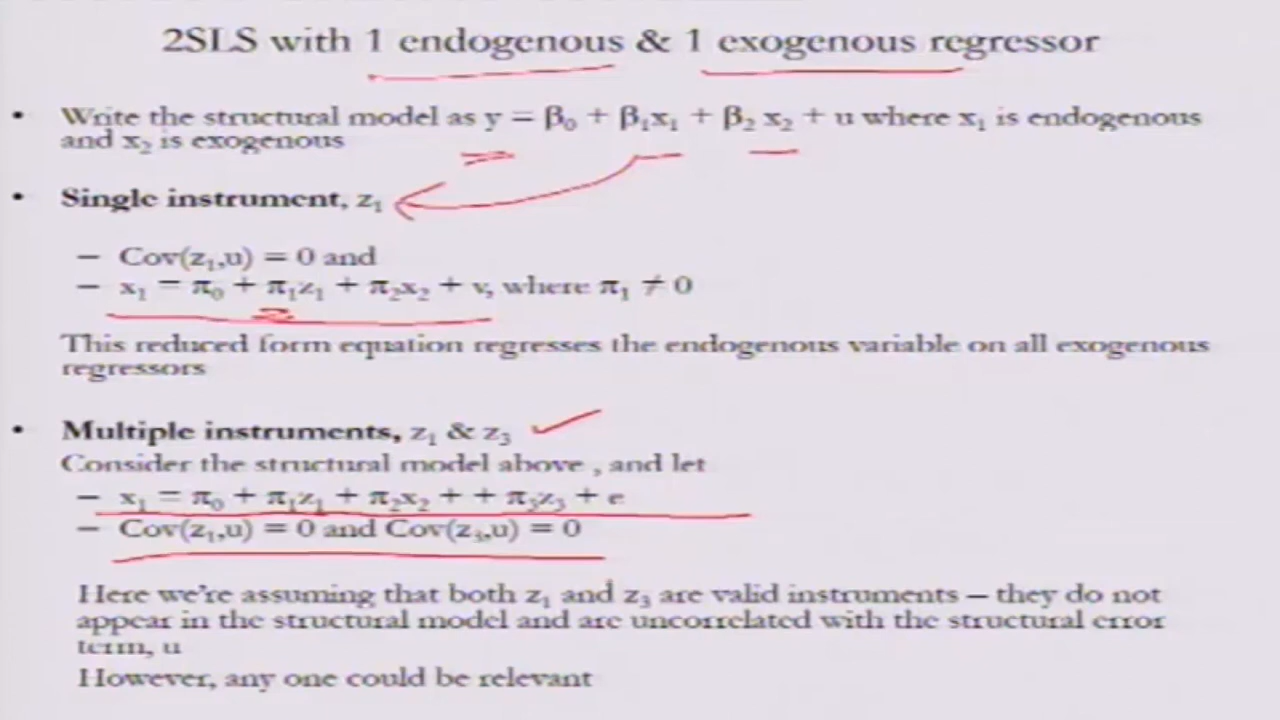 2SLS with 1 endogenous & 1 exogenous regressor
• Write the structural model as y = β₀ + β₁x₁ + β₂ x₂ + u where x₁ is endogenous
and x₂ is exogenous
• Single instrument, z₁
– Cov(z₁,u) = 0 and
– x₁ = π₀ + π₁z₁ + π₂x₂ + v, where π₁ ≠ 0
This reduced form equation regresses the endogenous variable on all exogenous
regressors
• Multiple instruments, z₁ & z₃
Consider the structural model above , and let
– x₁ = π₀ + π₁z₁ + π₂x₂ + + π₃z₃ + e
– Cov(z₁,u) = 0 and Cov(z₃,u) = 0
Here we're assuming that both z₁ and z₃ are valid instruments – they do not
appear in the structural model and are uncorrelated with the structural error
term, u
However, any one could be relevant